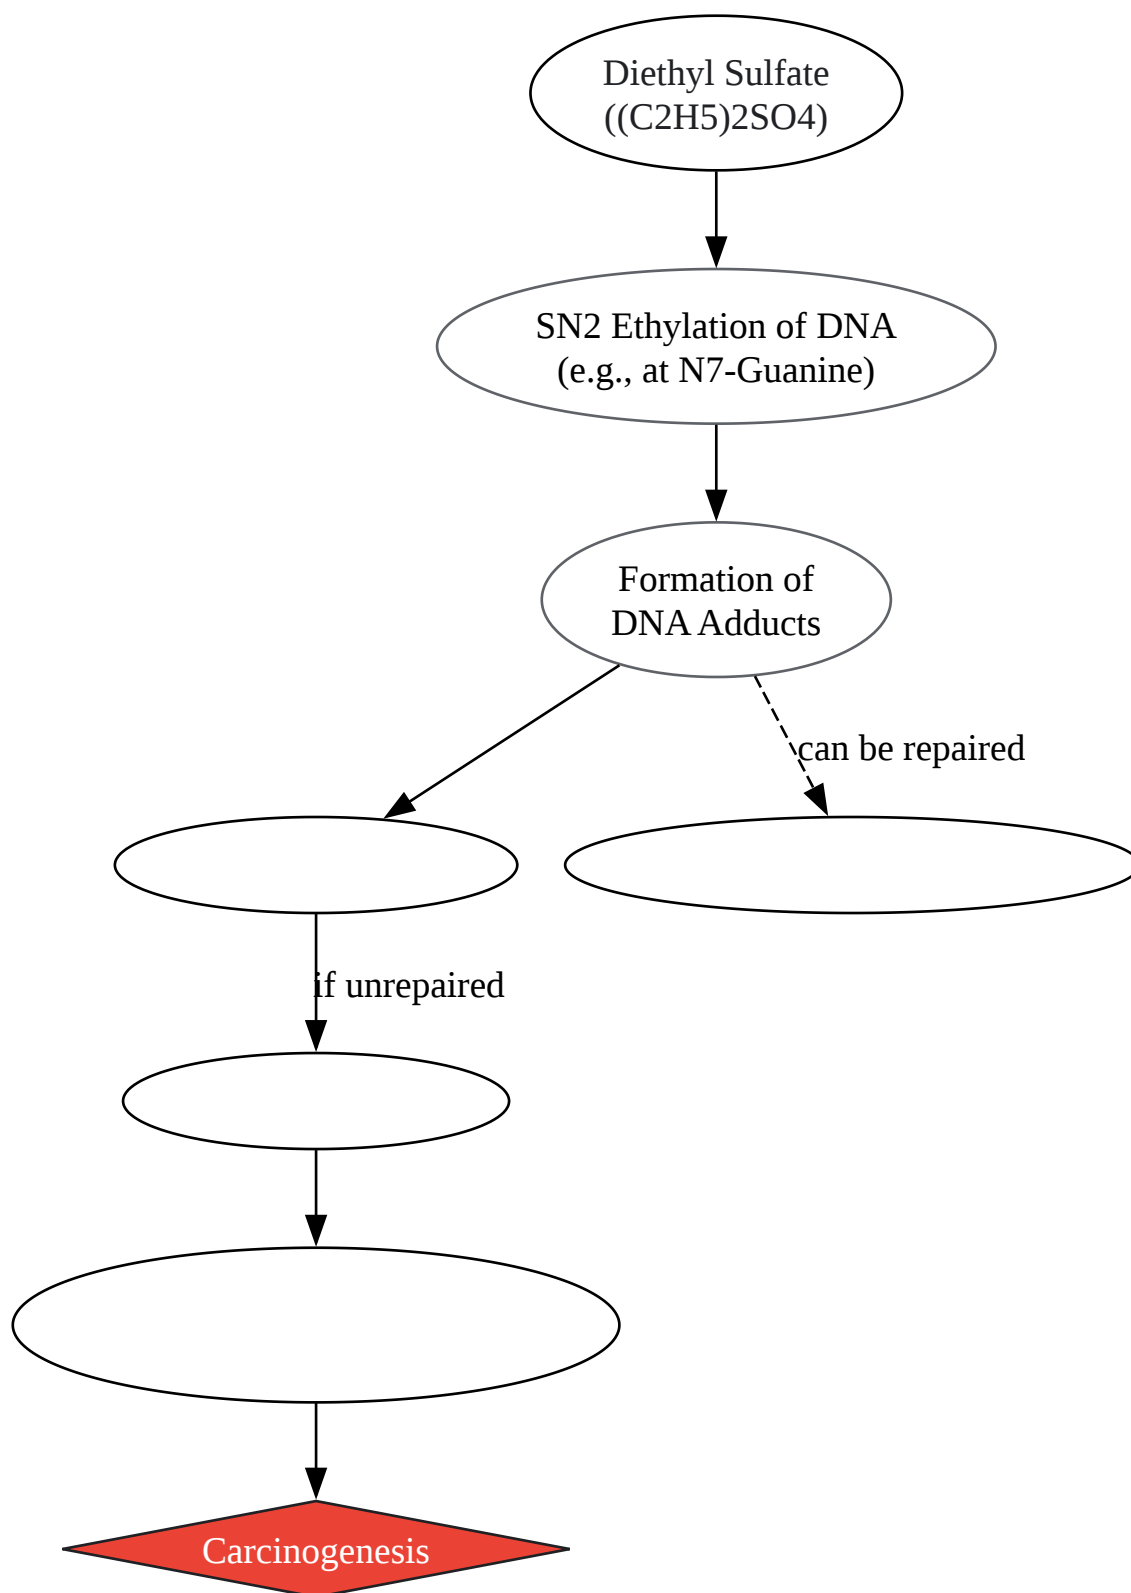 Diethyl Sulfate
((C2H5)2SO4)
SN2 Ethylation of DNA
(e.g., at N7-Guanine)
Formation of
DNA Adducts
can be repaired
if unrepaired
Carcinogenesis